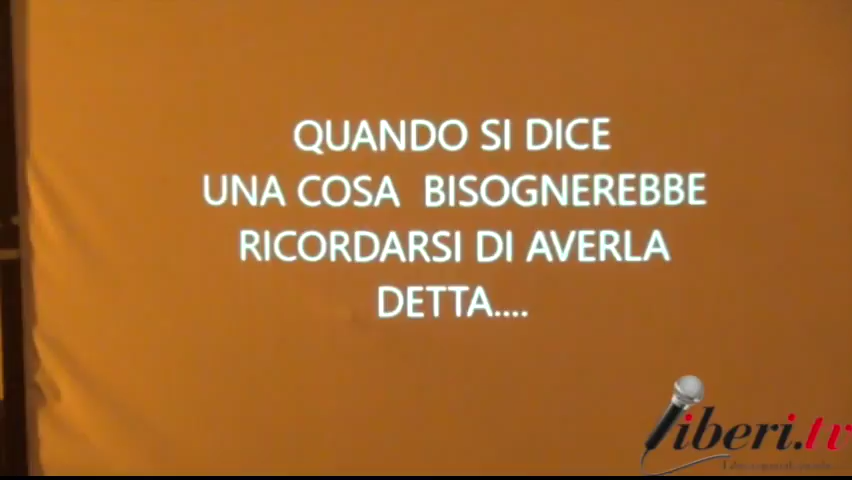 QUANDO SI DICE
UNA COSA BISOGNEREBBE
RICORDARSI DI AVERLA
DETTA....
liberi.tv